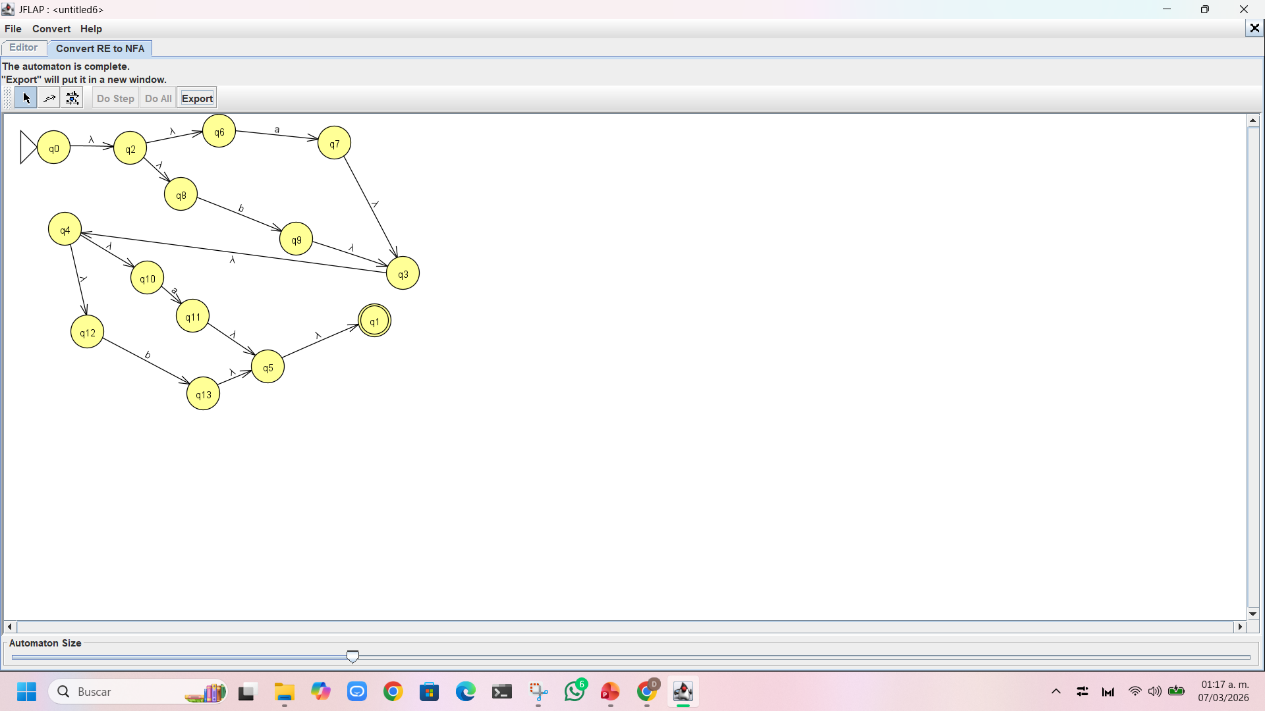 JFLAP : <untitled6>
File Convert Help
Editor Convert RE to NFA
The automaton is complete.
"Export" will put it in a new window.
Do Step Do All Export
q0 λ q2 λ q6 a q7
λ q8 b q9 λ λ q3
q4 λ λ q10 a q11 λ
λ q12 b q13 λ q5 λ q1
Automaton Size
Buscar
6
D
01:17 a. m.
07/03/2026